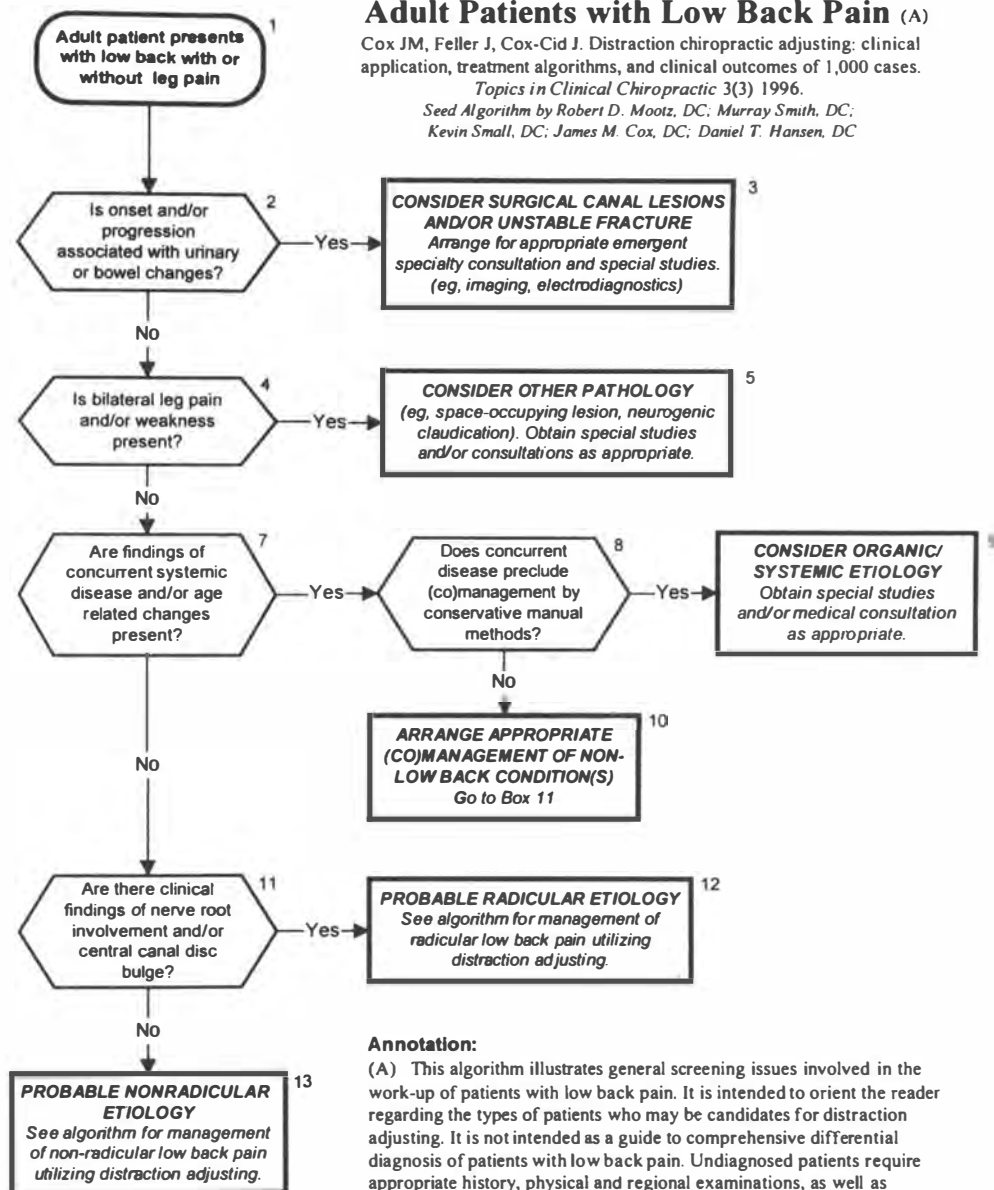 Adult Patients with Low Back Pain (A)
Cox JM, Feller J, Cox-Cid J. Distraction chiropractic adjusting: clinical
application, treatment algorithms, and clinical outcomes of 1,000 cases.
Topics in Clinical Chiropractic 3(3) 1996.
Seed Algorithm by Robert D. Mootz, DC; Murray Smith, DC;
Kevin Small, DC; James M. Cox, DC; Daniel T. Hansen, DC
1
Adult patient presents
with low back with or
without leg pain
2
Is onset and/or
progression
associated with urinary
or bowel changes?
Yes
3
CONSIDER SURGICAL CANAL LESIONS
AND/OR UNSTABLE FRACTURE
Arrange for appropriate emergent
specialty consultation and special studies.
(eg, imaging, electrodiagnostics)
No
4
Is bilateral leg pain
and/or weakness
present?
Yes
5
CONSIDER OTHER PATHOLOGY
(eg, space-occupying lesion, neurogenic
claudication). Obtain special studies
and/or consultations as appropriate.
No
7
Are findings of
concurrent systemic
disease and/or age
related changes
present?
Yes
8
Does concurrent
disease preclude
(co)management by
conservative manual
methods?
Yes
9
CONSIDER ORGANIC/
SYSTEMIC ETIOLOGY
Obtain special studies
and/or medical consultation
as appropriate.
No
10
ARRANGE APPROPRIATE
(CO)MANAGEMENT OF NON-
LOW BACK CONDITION(S)
Go to Box 11
No
11
Are there clinical
findings of nerve root
involvement and/or
central canal disc
bulge?
Yes
12
PROBABLE RADICULAR ETIOLOGY
See algorithm for management of
radicular low back pain utilizing
distraction adjusting.
No
13
PROBABLE NONRADICULAR
ETIOLOGY
See algorithm for management
of non-radicular low back pain
utilizing distraction adjusting.
Annotation:
(A) This algorithm illustrates general screening issues involved in the
work-up of patients with low back pain. It is intended to orient the reader
regarding the types of patients who may be candidates for distraction
adjusting. It is not intended as a guide to comprehensive differential
diagnosis of patients with low back pain. Undiagnosed patients require
appropriate history, physical and regional examinations, as well as